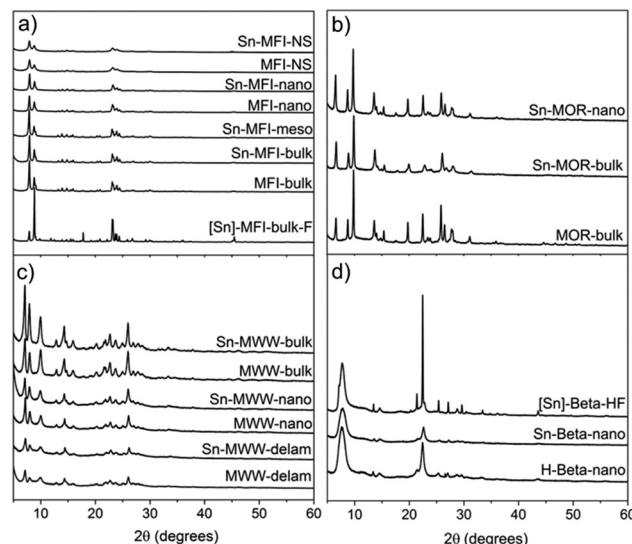 a)
Sn-MFI-NS
MFI-NS
Sn-MFI-nano
MFI-nano
Sn-MFI-meso
Sn-MFI-bulk
MFI-bulk
[Sn]-MFI-bulk-F
b)
Sn-MOR-nano
Sn-MOR-bulk
MOR-bulk
c)
Sn-MWW-bulk
MWW-bulk
Sn-MWW-nano
MWW-nano
Sn-MWW-delam
MWW-delam
10 20 30 40 50 60
2θ (degrees)
d)
[Sn]-Beta-HF
Sn-Beta-nano
H-Beta-nano
10 20 30 40 50 60
2θ (degrees)